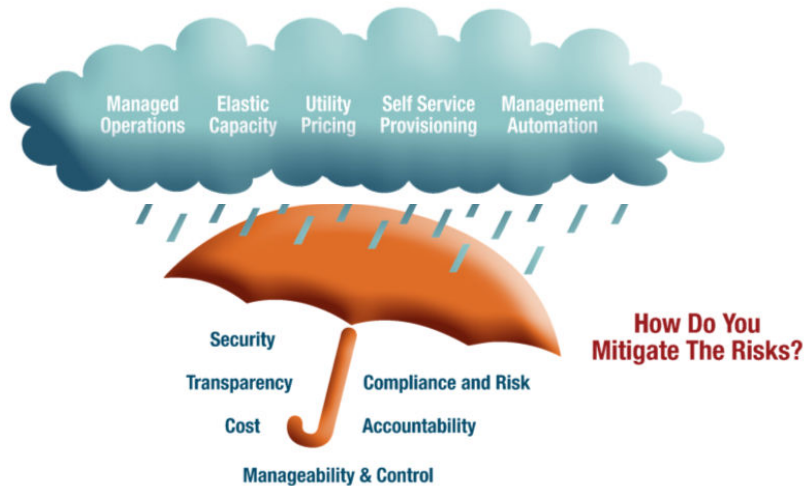 Managed Operations
Elastic Capacity
Utility Pricing
Self Service Provisioning
Management Automation
How Do You
Mitigate The Risks?
Security
Transparency
Compliance and Risk
Cost
Accountability
Manageability & Control